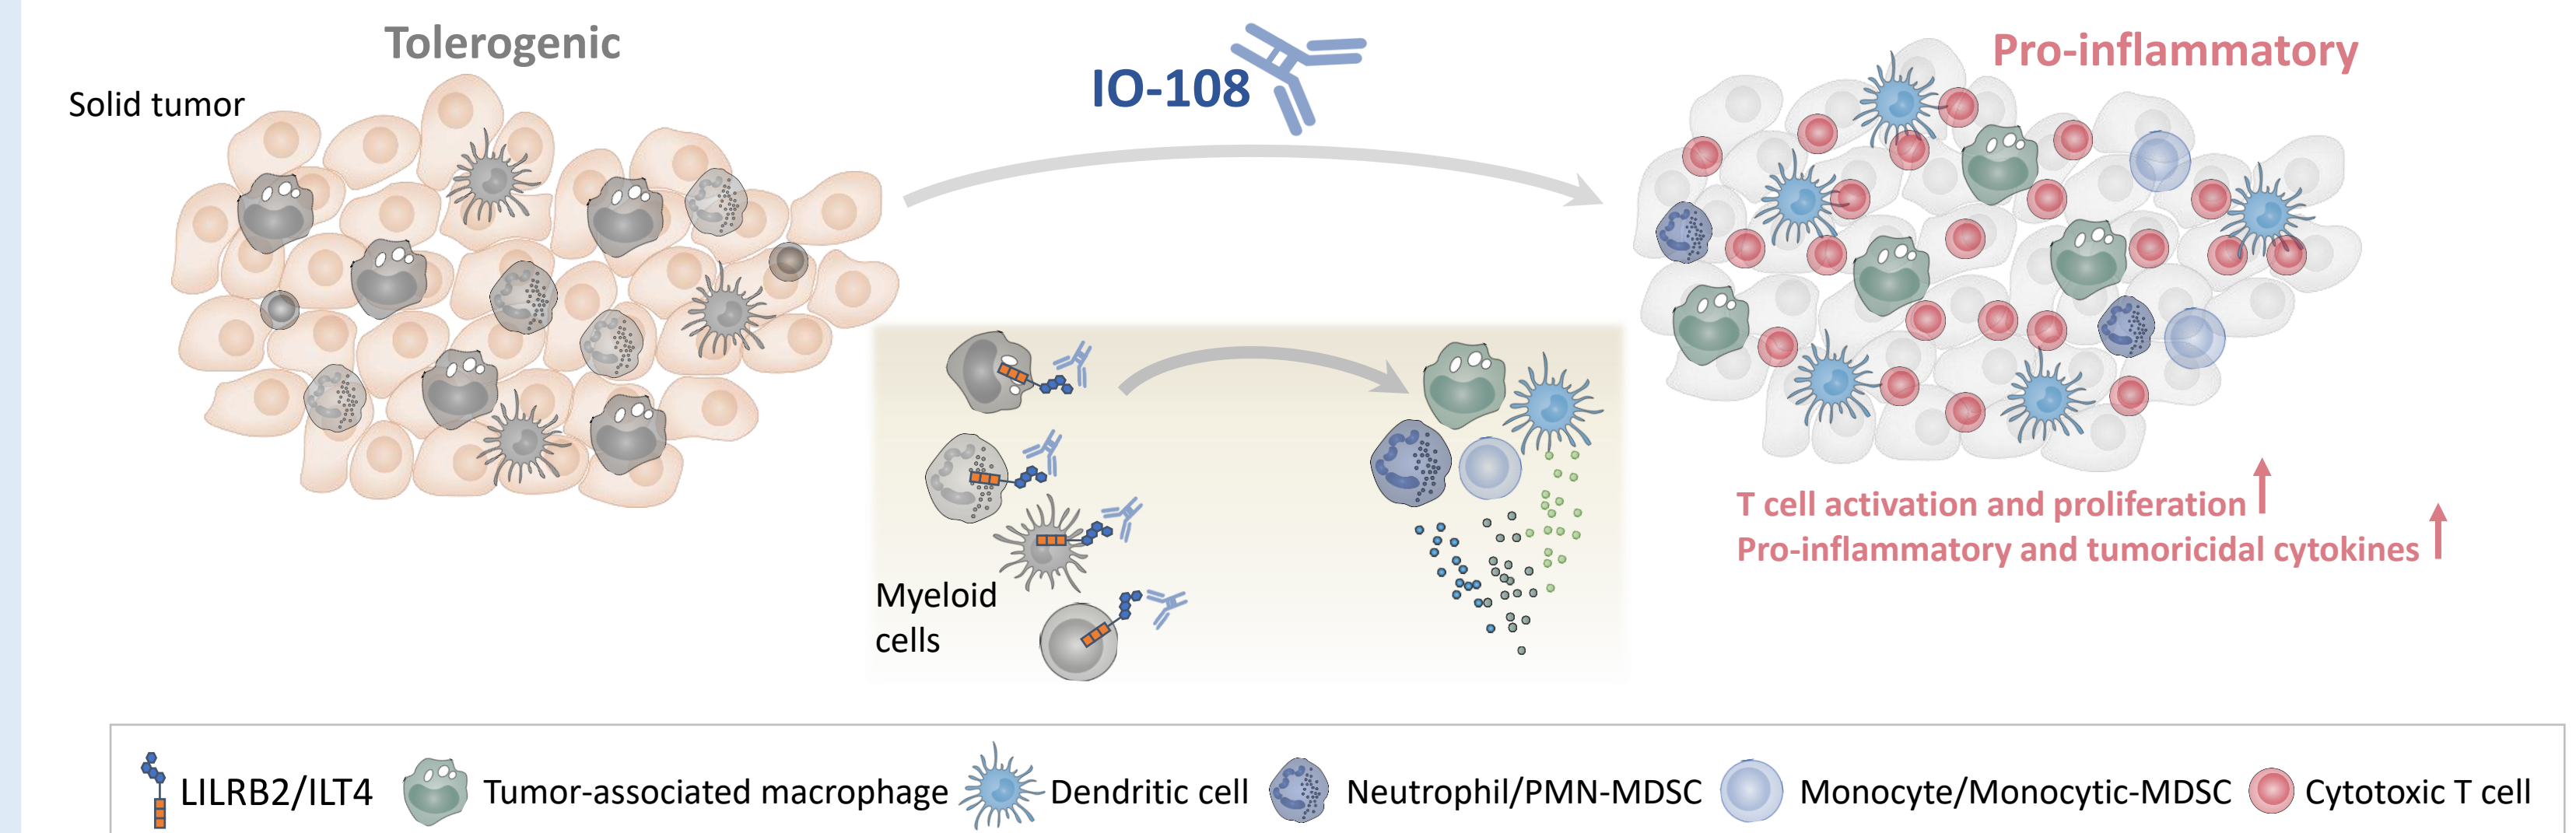 Tolerogenic
Solid tumor
IO-108
Pro-inflammatory
Myeloid
cells
T cell activation and proliferation
Pro-inflammatory and tumoricidal cytokines
LILRB2/ILT4
Tumor-associated macrophage
Dendritic cell
Neutrophil/PMN-MDSC
Monocyte/Monocytic-MDSC
Cytotoxic T cell